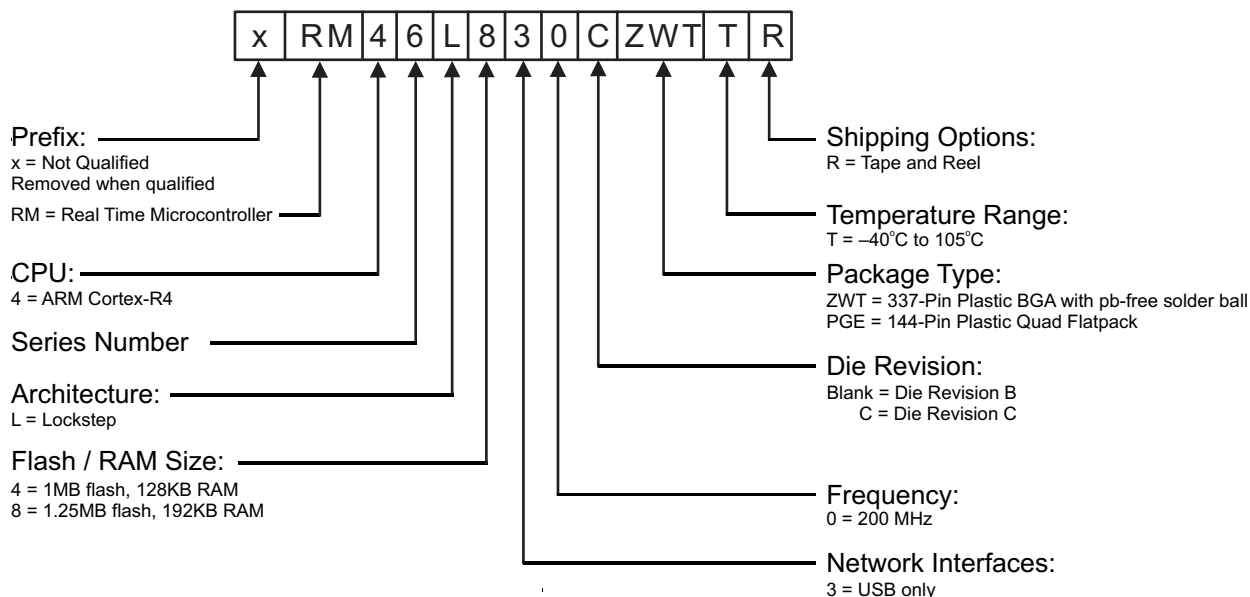 x RM 4 6 L 8 3 0 C ZWT T R
Prefix:
x = Not Qualified
Removed when qualified
RM = Real Time Microcontroller
CPU:
4 = ARM Cortex-R4
Series Number
Architecture:
L = Lockstep
Flash / RAM Size:
4 = 1MB flash, 128KB RAM
8 = 1.25MB flash, 192KB RAM
Shipping Options:
R = Tape and Reel
Temperature Range:
T = –40°C to 105°C
Package Type:
ZWT = 337-Pin Plastic BGA with pb-free solder ball
PGE = 144-Pin Plastic Quad Flatpack
Die Revision:
Blank = Die Revision B
C = Die Revision C
Frequency:
0 = 200 MHz
Network Interfaces:
3 = USB only